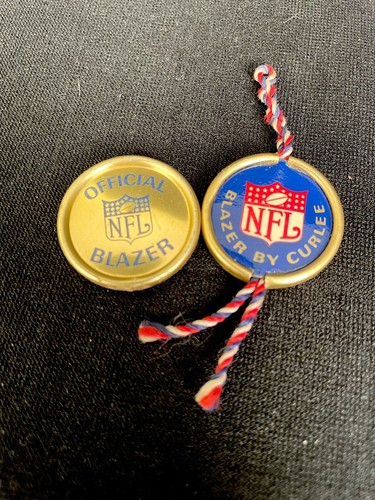 OFFICIAL
NFL
BLAZER
NFL
BLAZER BY CURLEE